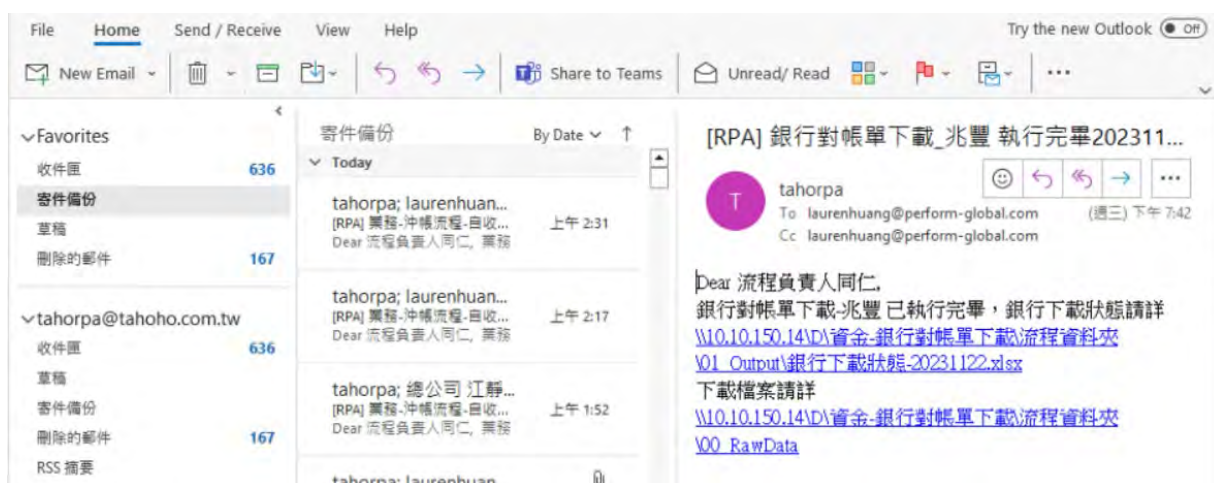 File Home Send / Receive View Help Try the new Outlook Off
New Email Share to Teams Unread/ Read ...
Favorites
收件匣 636
寄件備份
草稿
刪除的郵件 167
tahorpa@tahoho.com.tw
收件匣 636
草稿
寄件備份
刪除的郵件 167
RSS 摘要
寄件備份 By Date
Today
tahorpa; laurenhuan...
[RPA] 業務-沖帳流程-自收... 上午 2:31
Dear 流程負責人同仁, 業務
tahorpa; laurenhuan...
[RPA] 業務-沖帳流程-自收... 上午 2:17
Dear 流程負責人同仁, 業務
tahorpa; 總公司 江靜...
[RPA] 業務-沖帳流程-自收... 上午 1:52
Dear 流程負責人同仁, 業務
tahorpa; laurenhuan
[RPA] 銀行對帳單下載_兆豐 執行完畢202311...
T
tahorpa
To laurenhuang@perform-global.com (週三) 下午 7:42
Cc laurenhuang@perform-global.com
Dear 流程負責人同仁,
銀行對帳單下載-兆豐 已執行完畢，銀行下載狀態請詳
\\10.10.150.14\D\資金-銀行對帳單下載\流程資料夾
\01_Output\銀行下載狀態-20231122.xlsx
下載檔案請詳
\\10.10.150.14\D\資金-銀行對帳單下載\流程資料夾
\00_RawData